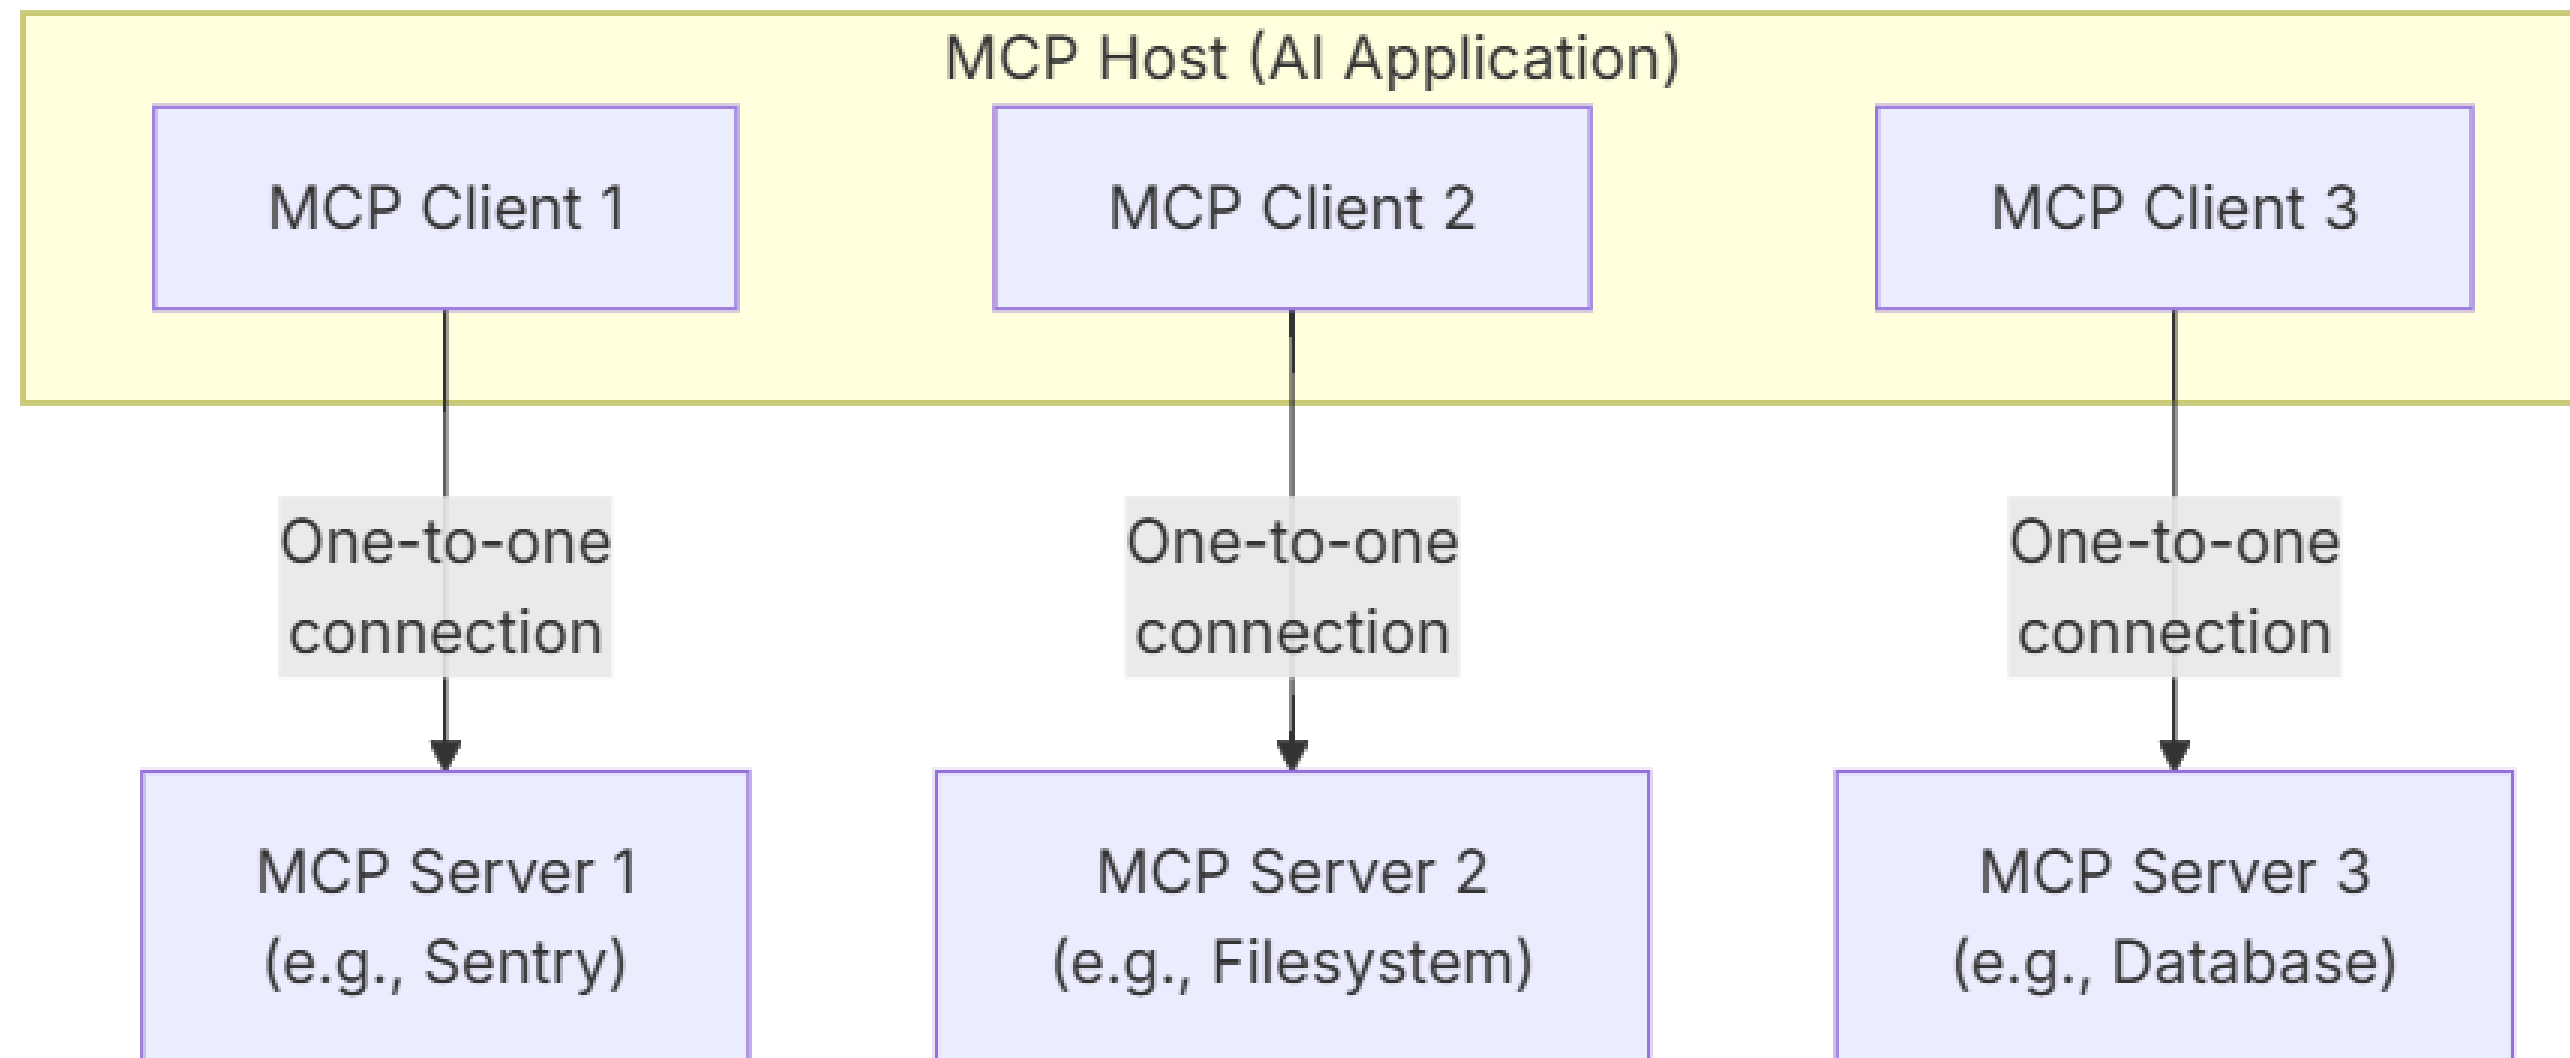 MCP Host (AI Application)
MCP Client 1
MCP Client 2
MCP Client 3
One-to-one
connection
One-to-one
connection
One-to-one
connection
MCP Server 1
(e.g., Sentry)
MCP Server 2
(e.g., Filesystem)
MCP Server 3
(e.g., Database)